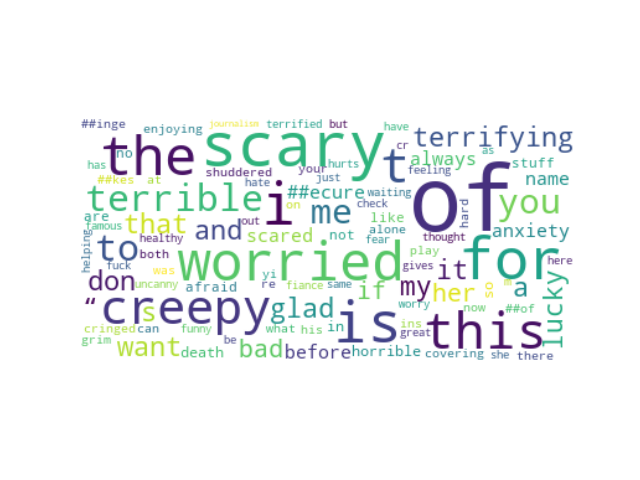 ##inge enjoying journalism terrified but have
the scary cr as terrifying
has no shuddered your hurts t always stuff
##kes at hate just feeling of name
terrible i ##ecure waiting you
are famous that and on me check like hard anxiety
helping out scared not alone thought for
to healthy both worried fear play it here
fuck was yi gives lucky
don uncanny afraid re fiance same if my her so m a
“ creepy s glad is worry ins now ##of
cringed can funny what his in great this
grim want death be bad before horrible covering she there